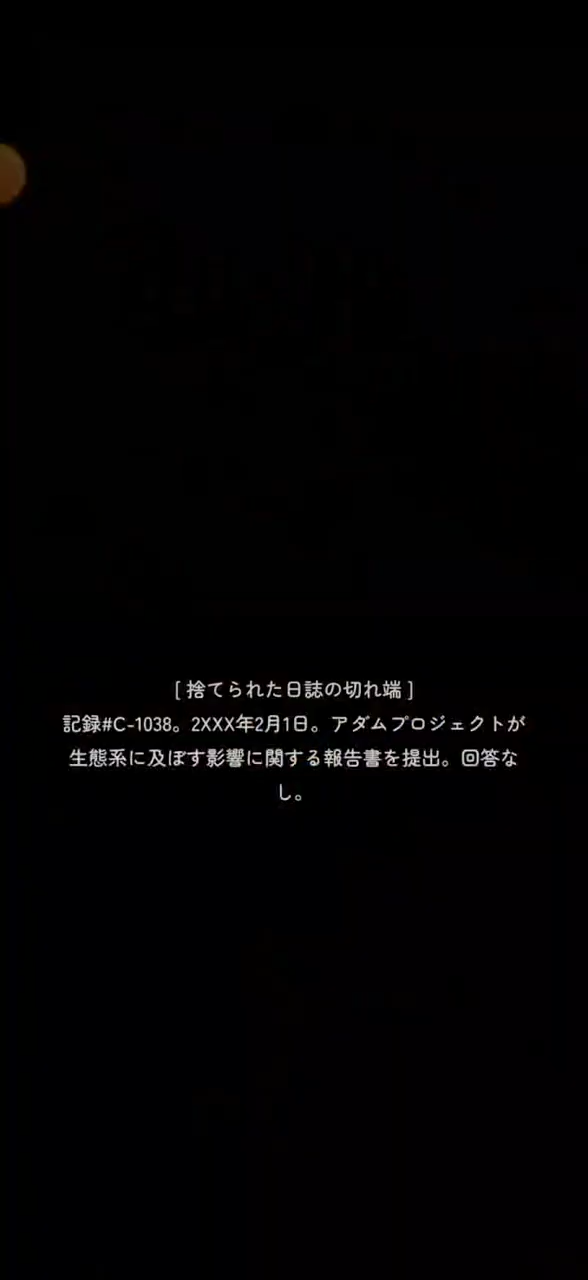 [ 捨てられた日誌の切れ端 ]
記録#C-1038。2XXX年2月1日。アダムプロジェクトが
生態系に及ぼす影響に関する報告書を提出。回答な
し。